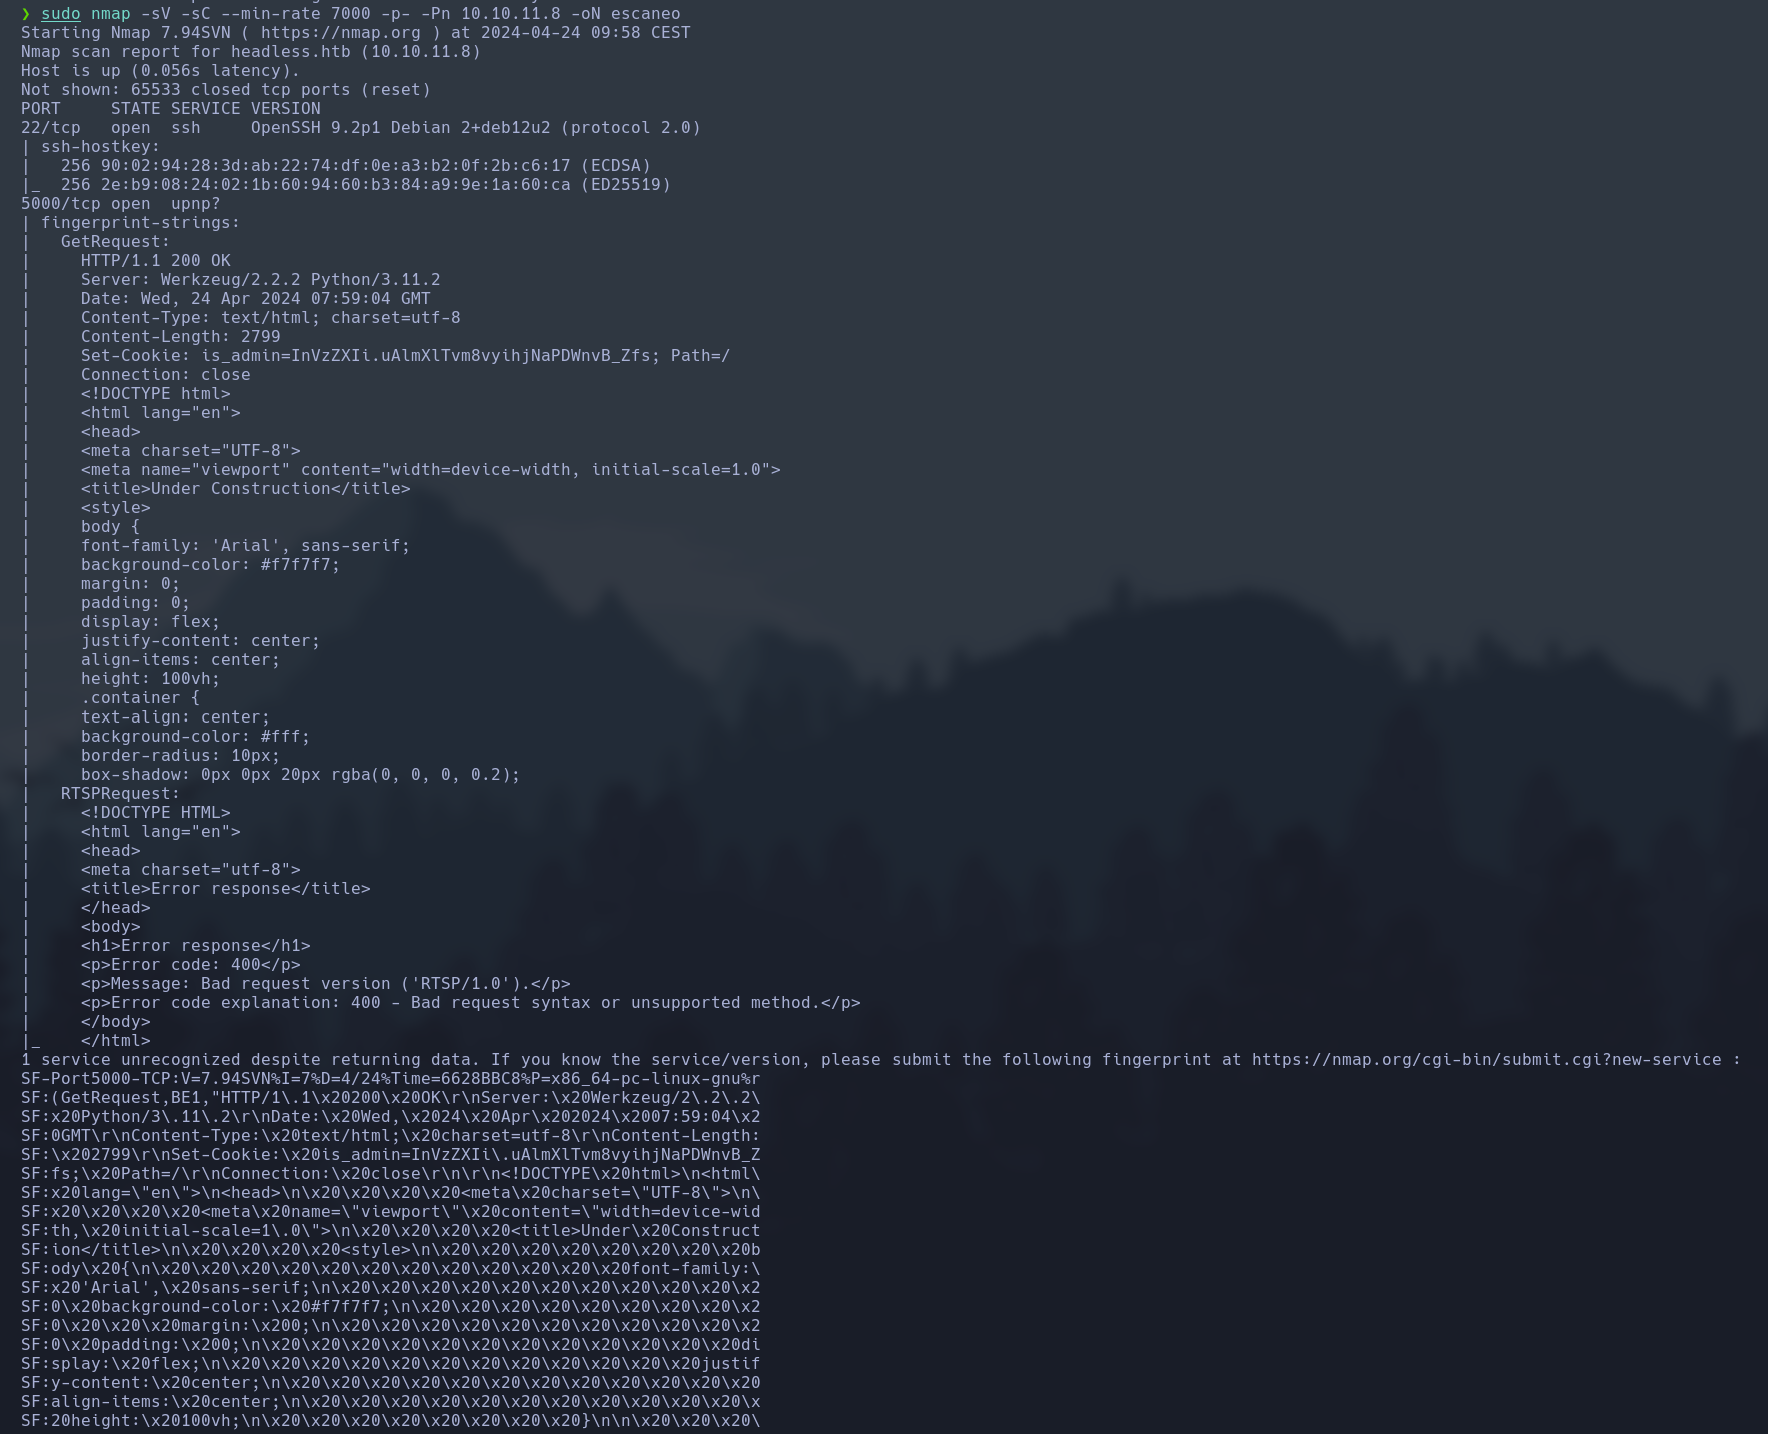 ❯ sudo nmap -sV -sC --min-rate 7000 -p- -Pn 10.10.11.8 -oN escaneo
Starting Nmap 7.94SVN ( https://nmap.org ) at 2024-04-24 09:58 CEST
Nmap scan report for headless.htb (10.10.11.8)
Host is up (0.056s latency).
Not shown: 65533 closed tcp ports (reset)
PORT     STATE SERVICE VERSION
22/tcp   open  ssh     OpenSSH 9.2p1 Debian 2+deb12u2 (protocol 2.0)
| ssh-hostkey:
|   256 90:02:94:28:3d:ab:22:74:df:0e:a3:b2:0f:2b:c6:17 (ECDSA)
|_  256 2e:b9:08:24:02:1b:60:94:60:b3:84:a9:9e:1a:60:ca (ED25519)
5000/tcp open  upnp?
| fingerprint-strings:
|   GetRequest:
|     HTTP/1.1 200 OK
|     Server: Werkzeug/2.2.2 Python/3.11.2
|     Date: Wed, 24 Apr 2024 07:59:04 GMT
|     Content-Type: text/html; charset=utf-8
|     Content-Length: 2799
|     Set-Cookie: is_admin=InVzZXIi.uAlmXlTvm8vyihjNaPDWnvB_Zfs; Path=/
|     Connection: close
|     <!DOCTYPE html>
|     <html lang="en">
|     <head>
|     <meta charset="UTF-8">
|     <meta name="viewport" content="width=device-width, initial-scale=1.0">
|     <title>Under Construction</title>
|     <style>
|     body {
|     font-family: 'Arial', sans-serif;
|     background-color: #f7f7f7;
|     margin: 0;
|     padding: 0;
|     display: flex;
|     justify-content: center;
|     align-items: center;
|     height: 100vh;
|     .container {
|     text-align: center;
|     background-color: #fff;
|     border-radius: 10px;
|     box-shadow: 0px 0px 20px rgba(0, 0, 0, 0.2);
|   RTSPRequest:
|     <!DOCTYPE HTML>
|     <html lang="en">
|     <head>
|     <meta charset="utf-8">
|     <title>Error response</title>
|     </head>
|     <body>
|     <h1>Error response</h1>
|     <p>Error code: 400</p>
|     <p>Message: Bad request version ('RTSP/1.0').</p>
|     <p>Error code explanation: 400 - Bad request syntax or unsupported method.</p>
|     </body>
|_    </html>
1 service unrecognized despite returning data. If you know the service/version, please submit the following fingerprint at https://nmap.org/cgi-bin/submit.cgi?new-service :
SF-Port5000-TCP:V=7.94SVN%I=7%D=4/24%Time=6628BBC8%P=x86_64-pc-linux-gnu%r
SF:(GetRequest,BE1,"HTTP/1\.1\x20200\x20OK\r\nServer:\x20Werkzeug/2\.2\.2\
SF:x20Python/3\.11\.2\r\nDate:\x20Wed,\x2024\x20Apr\x202024\x2007:59:04\x2
SF:0GMT\r\nContent-Type:\x20text/html;\x20charset=utf-8\r\nContent-Length:
SF:\x202799\r\nSet-Cookie:\x20is_admin=InVzZXIi\.uAlmXlTvm8vyihjNaPDWnvB_Z
SF:fs;\x20Path=/\r\nConnection:\x20close\r\n\r\n<!DOCTYPE\x20html>\n<html\
SF:x20lang=\"en\">\n<head>\n\x20\x20\x20\x20<meta\x20charset=\"UTF-8\">\n\
SF:x20\x20\x20\x20<meta\x20name=\"viewport\"\x20content=\"width=device-wid
SF:th,\x20initial-scale=1\.0\">\n\x20\x20\x20\x20<title>Under\x20Construct
SF:ion</title>\n\x20\x20\x20\x20<style>\n\x20\x20\x20\x20\x20\x20\x20\x20b
SF:ody\x20{\n\x20\x20\x20\x20\x20\x20\x20\x20\x20\x20\x20\x20font-family:\
SF:x20'Arial',\x20sans-serif;\n\x20\x20\x20\x20\x20\x20\x20\x20\x20\x20\x2
SF:0\x20background-color:\x20#f7f7f7;\n\x20\x20\x20\x20\x20\x20\x20\x20\x2
SF:0\x20\x20\x20margin:\x200;\n\x20\x20\x20\x20\x20\x20\x20\x20\x20\x20\x2
SF:0\x20padding:\x200;\n\x20\x20\x20\x20\x20\x20\x20\x20\x20\x20\x20\x20di
SF:splay:\x20flex;\n\x20\x20\x20\x20\x20\x20\x20\x20\x20\x20\x20\x20justif
SF:y-content:\x20center;\n\x20\x20\x20\x20\x20\x20\x20\x20\x20\x20\x20\x20
SF:align-items:\x20center;\n\x20\x20\x20\x20\x20\x20\x20\x20\x20\x20\x20\x
SF:20height:\x20100vh;\n\x20\x20\x20\x20\x20\x20\x20\x20}\n\n\x20\x20\x20\